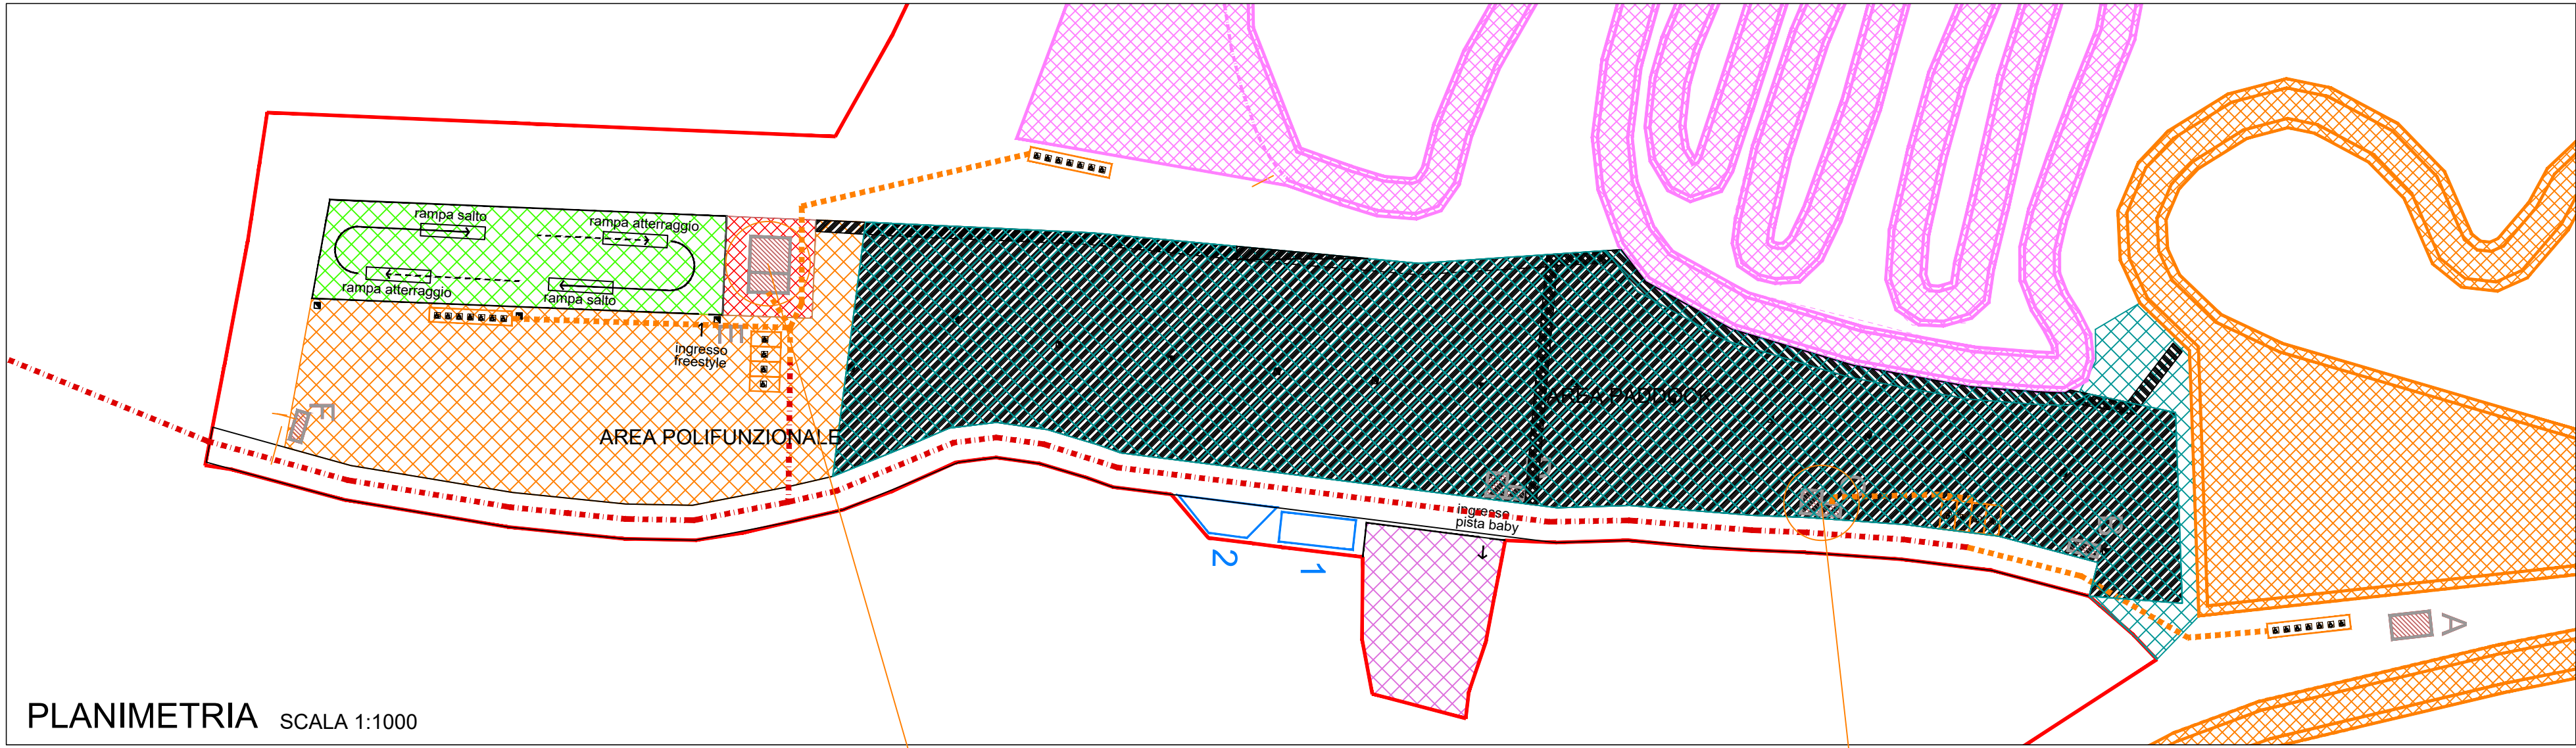 rampa salto
rampa atterraggio
rampa atterraggio
rampa salto
1
E
ingresso
freestyle
F
AREA POLIFUNZIONALE
AREA PADDOCK
ingresso
pista baby
2
1
B
A
PLANIMETRIA SCALA 1:1000